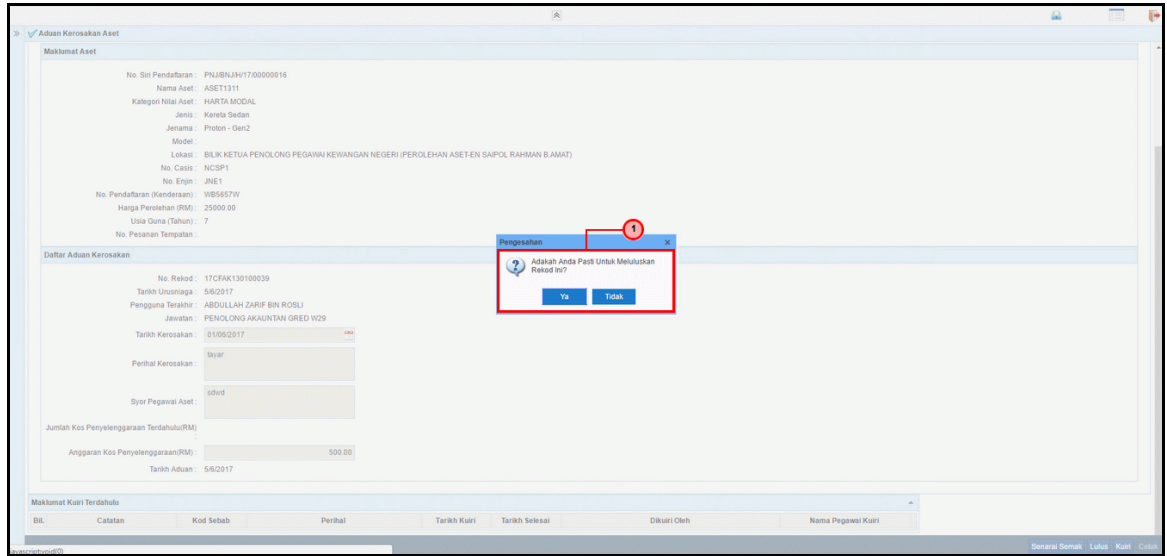 Aduan Kerosakan Aset
Maklumat Aset
No. Siri Pendaftaran : PNJ/BNJ/H/17/00000016
Nama Aset : ASET1311
Kategori Nilai Aset : HARTA MODAL
Jenis : Kereta Sedan
Jenama : Proton - Gen2
Model :
Lokasi : BILIK KETUA PENOLONG PEGAWAI KEWANGAN NEGERI (PEROLEHAN ASET-EN SAIPOL RAHMAN B.AMAT)
No. Casis : NCSP1
No. Enjin : JNE1
No. Pendaftaran (Kenderaan) : WB5657W
Harga Perolehan (RM) : 25000.00
Usia Guna (Tahun) : 7
No. Pesanan Tempatan :
1
Pengesahan x
Adakah Anda Pasti Untuk Meluluskan
Rekod Ini?
Ya Tidak
Daftar Aduan Kerosakan
No. Rekod : 17CFAK130100039
Tarikh Urusniaga : 5/6/2017
Pengguna Terakhir : ABDULLAH ZARIF BIN ROSLI
Jawatan : PENOLONG AKAUNTAN GRED W29
Tarikh Kerosakan : 01/06/2017
Perihal Kerosakan : tayar
Syor Pegawai Aset : sdwd
Jumlah Kos Penyelenggaraan Terdahulu(RM)
:
Anggaran Kos Penyelenggaraan(RM) : 500.00
Tarikh Aduan : 5/6/2017
Maklumat Kuiri Terdahulu
Bil. Catatan Kod Sebab Perihal Tarikh Kuiri Tarikh Selesai Dikuiri Oleh Nama Pegawai Kuiri
javascript:void(0)
Senarai Semak Lulus Kuiri Cetak